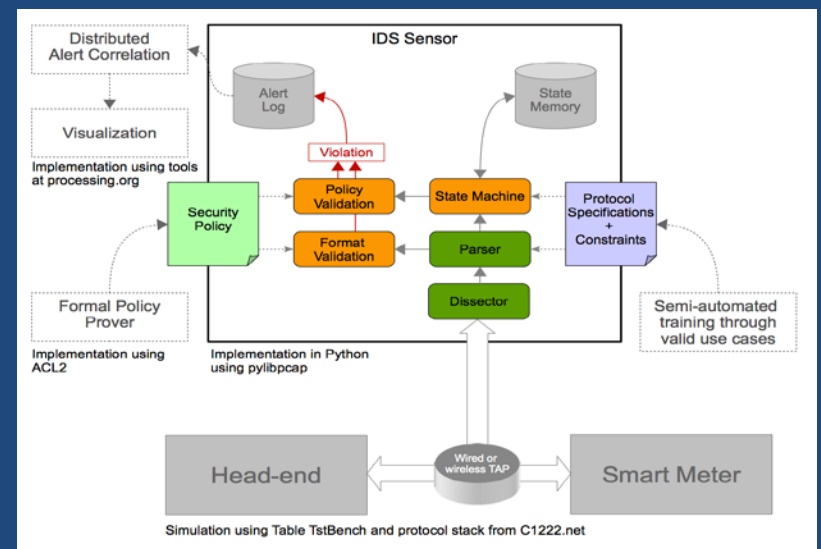 Distributed
Alert Correlation
Visualization
Implementation using tools
at processing.org
IDS Sensor
Alert
Log
State
Memory
Violation
Policy
Validation
State Machine
Security
Policy
Protocol
Specifications
+
Constraints
Format
Validation
Parser
Dissector
Formal Policy
Prover
Implementation using
ACL2
Implementation in Python
using pylibpcap
Semi-automated
training through
valid use cases
Head-end
Wired or
wireless TAP
Smart Meter
Simulation using Table TstBench and protocol stack from C1222.net